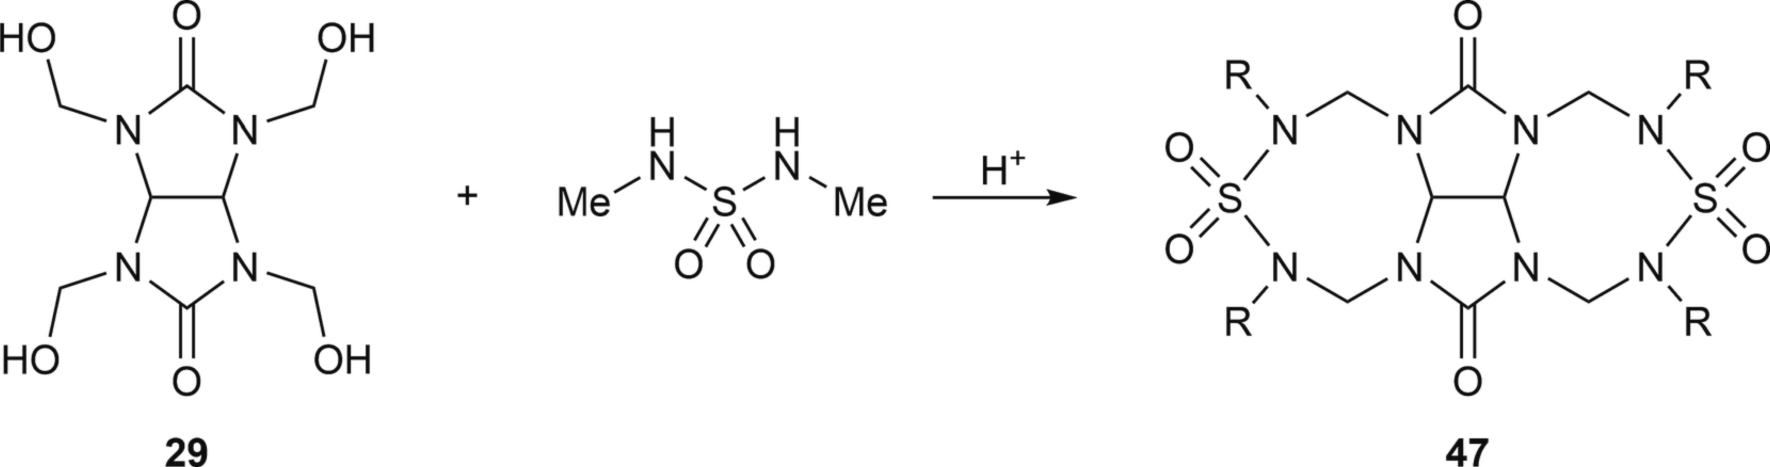 O
HO OH
N N
N N
HO OH
O
29
+
H H
N N
Me S Me
O O
H+
O
R R
N N N N
O O
S S
O O
N N N N
R R
O
47